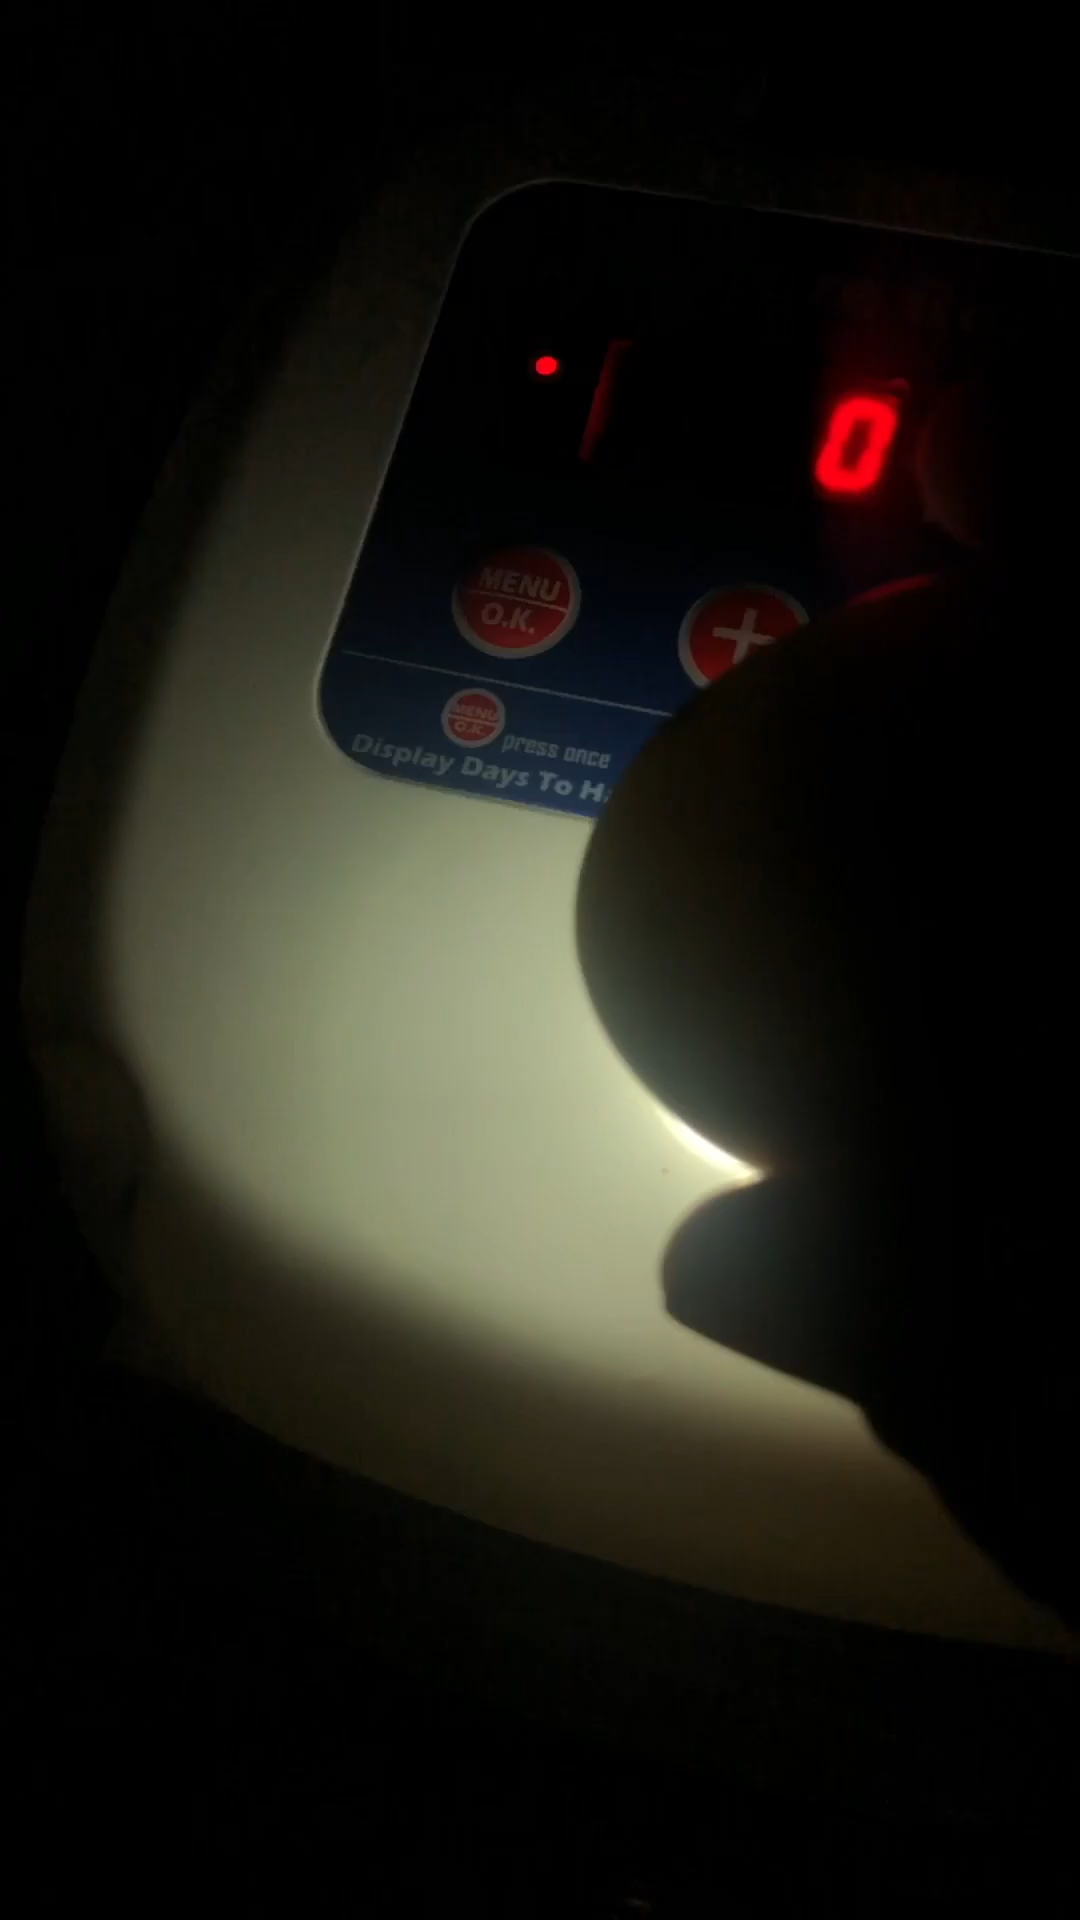 0
MENU
O.K.
+
MENU
O.K.
press once
Display Days To